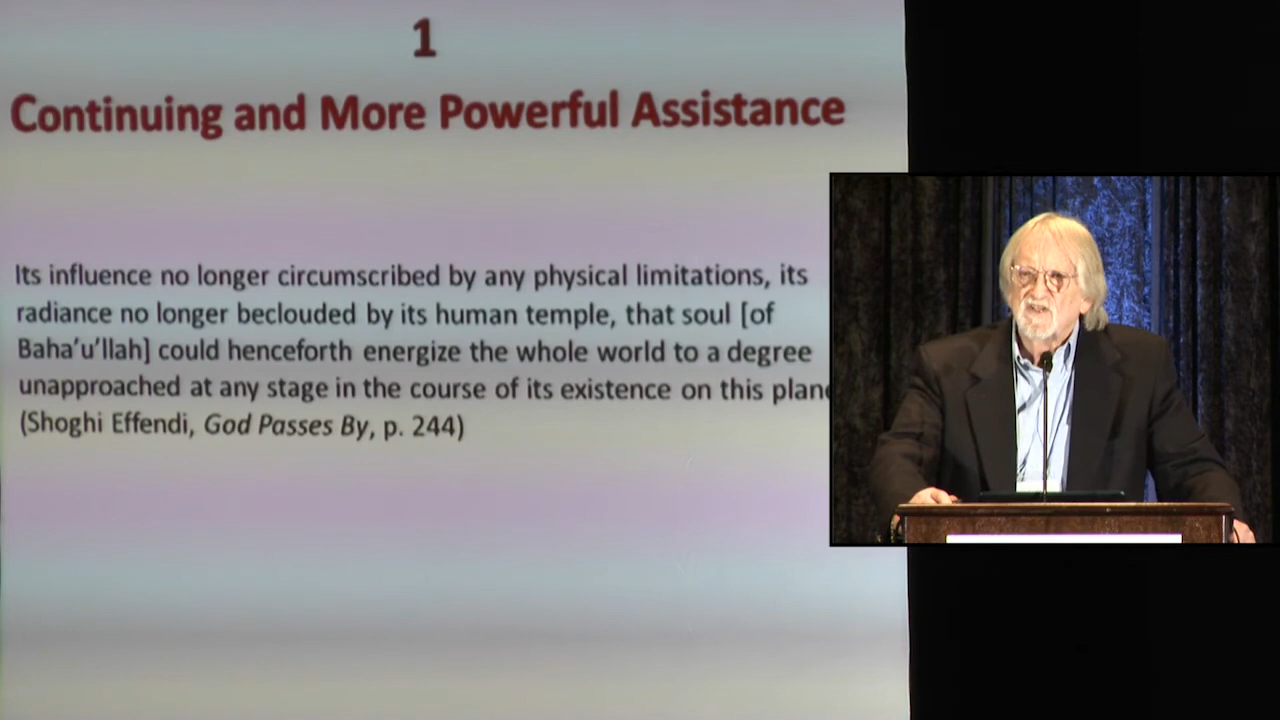 1
Continuing and More Powerful Assistance
Its influence no longer circumscribed by any physical limitations, its
radiance no longer beclouded by its human temple, that soul [of
Baha’u’llah] could henceforth energize the whole world to a degree
unapproached at any stage in the course of its existence on this plane
(Shoghi Effendi, God Passes By, p. 244)